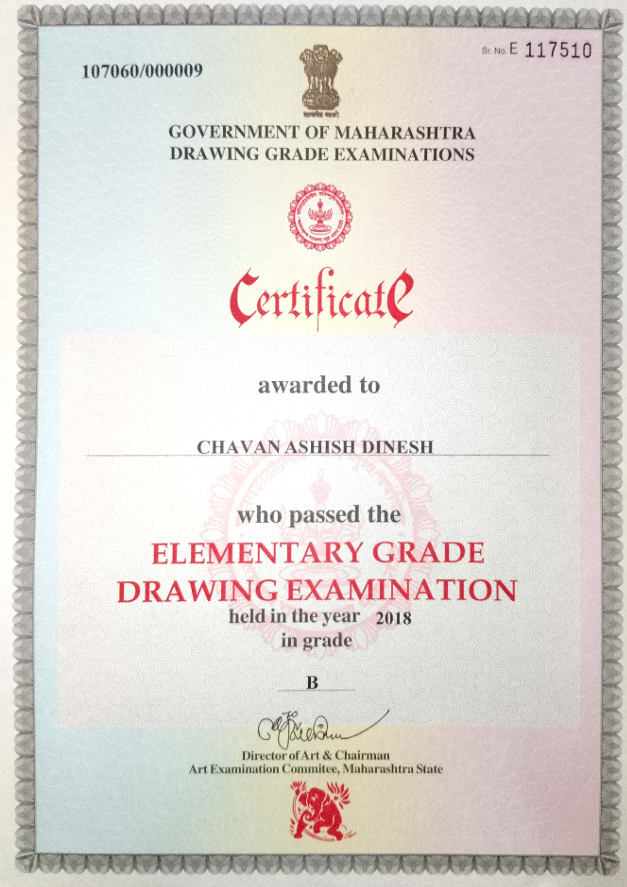 107060/000009
Sr. No. E 117510
GOVERNMENT OF MAHARASHTRA
DRAWING GRADE EXAMINATIONS
Certificate
awarded to
CHAVAN ASHISH DINESH
who passed the
ELEMENTARY GRADE
DRAWING EXAMINATION
held in the year 2018
in grade
B
Director of Art & Chairman
Art Examination Commitee, Maharashtra State